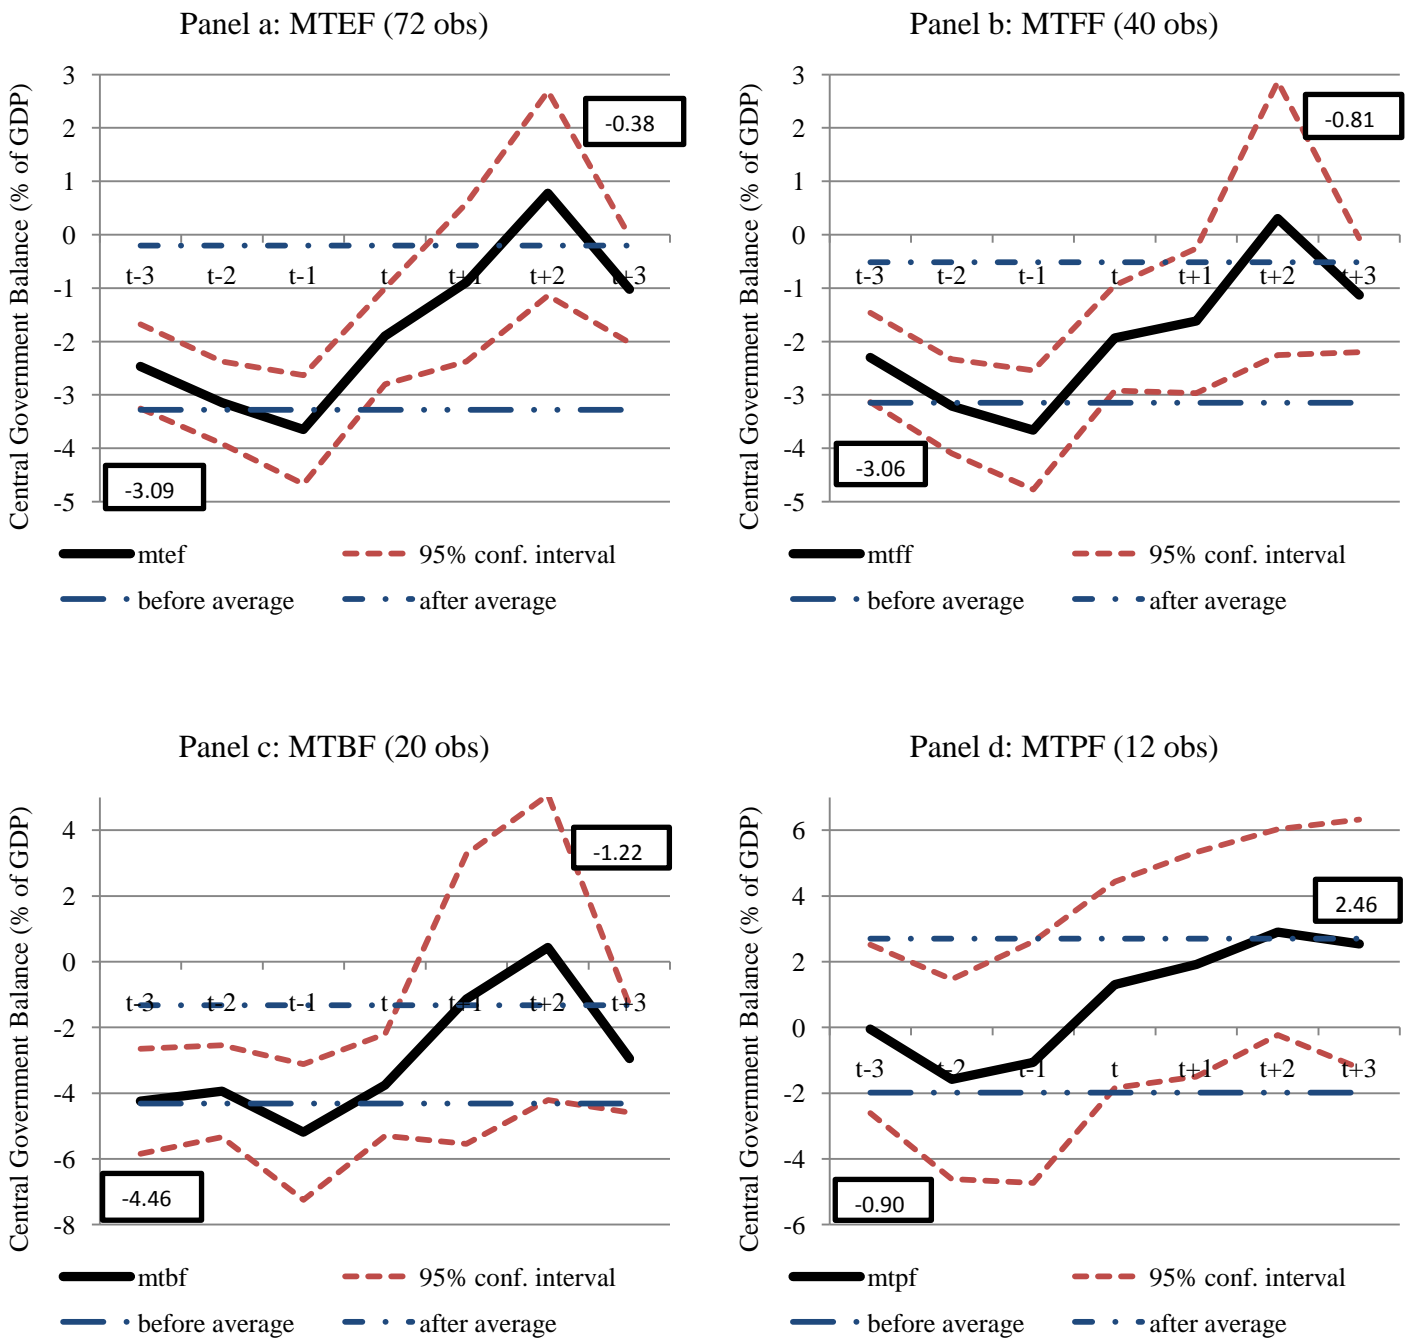 Panel a: MTEF (72 obs)
Central Government Balance (% of GDP)
3
2
1
0
-1
-2
-3
-4
-5
t-3 t-2 t-1 t t+1 t+2 t+3
-0.38
-3.09
mtef 95% conf. interval
before average after average
Panel b: MTFF (40 obs)
Central Government Balance (% of GDP)
3
2
1
0
-1
-2
-3
-4
-5
t-3 t-2 t-1 t t+1 t+2 t+3
-0.81
-3.06
mtff 95% conf. interval
before average after average
Panel c: MTBF (20 obs)
Central Government Balance (% of GDP)
4
2
0
-2
-4
-6
-8
t-3 t-2 t-1 t t+1 t+2 t+3
-1.22
-4.46
mtbf 95% conf. interval
before average after average
Panel d: MTPF (12 obs)
Central Government Balance (% of GDP)
6
4
2
0
-2
-4
-6
t-3 t-2 t-1 t t+1 t+2 t+3
2.46
-0.90
mtpf 95% conf. interval
before average after average